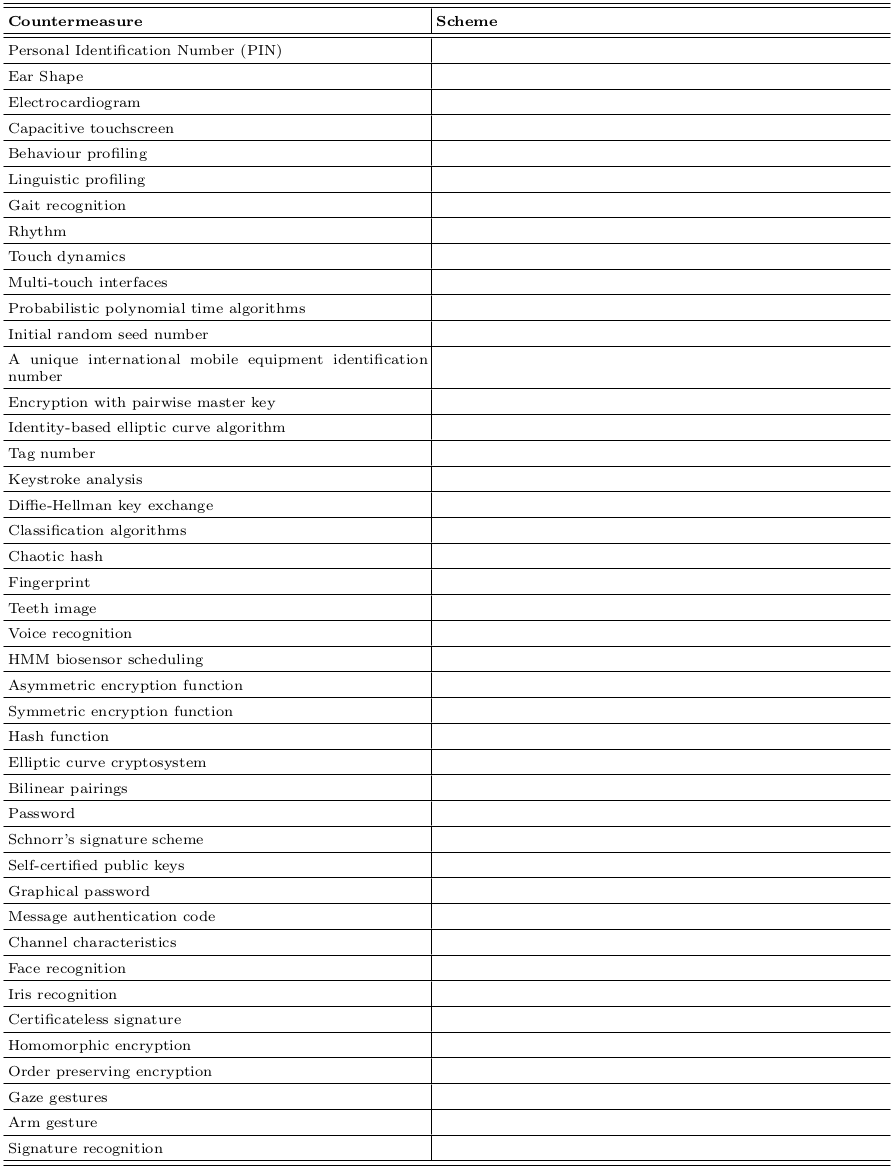 Countermeasure Scheme
Personal Identification Number (PIN)
Ear Shape
Electrocardiogram
Capacitive touchscreen
Behaviour profiling
Linguistic profiling
Gait recognition
Rhythm
Touch dynamics
Multi-touch interfaces
Probabilistic polynomial time algorithms
Initial random seed number
A unique international mobile equipment identification
number
Encryption with pairwise master key
Identity-based elliptic curve algorithm
Tag number
Keystroke analysis
Diffie-Hellman key exchange
Classification algorithms
Chaotic hash
Fingerprint
Teeth image
Voice recognition
HMM biosensor scheduling
Asymmetric encryption function
Symmetric encryption function
Hash function
Elliptic curve cryptosystem
Bilinear pairings
Password
Schnorr's signature scheme
Self-certified public keys
Graphical password
Message authentication code
Channel characteristics
Face recognition
Iris recognition
Certificateless signature
Homomorphic encryption
Order preserving encryption
Gaze gestures
Arm gesture
Signature recognition